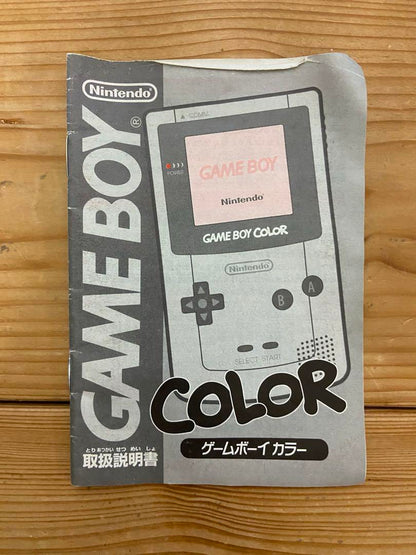 Nintendo
GAME BOY®
▲ COMM.
POWER
GAME BOY
Nintendo®
GAME BOY COLOR
Nintendo
B A
SELECT START
COLOR
ゲームボーイ カラー
とりあつかい せつ めい しょ
取扱説明書